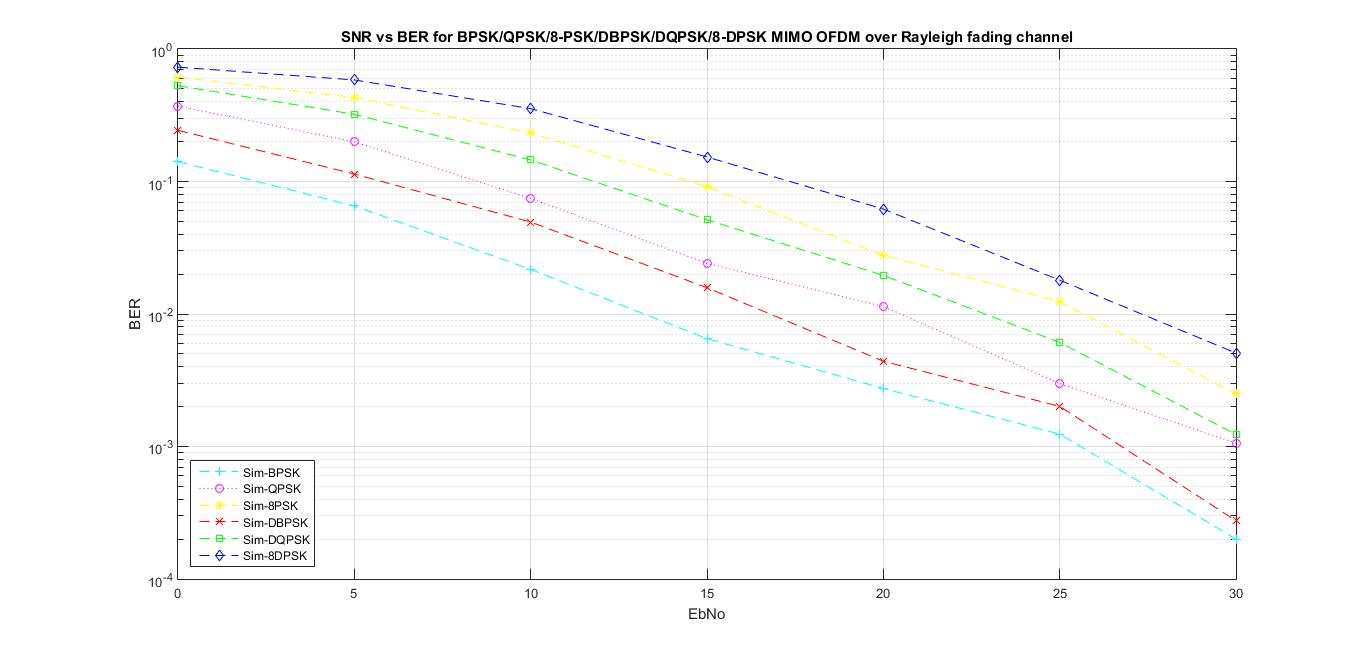 SNR vs BER for BPSK/QPSK/8-PSK/DBPSK/DQPSK/8-DPSK MIMO OFDM over Rayleigh fading channel
10^0
10^-1
10^-2
10^-3
10^-4
BER
Sim-BPSK
Sim-QPSK
Sim-8PSK
Sim-DBPSK
Sim-DQPSK
Sim-8DPSK
0 5 10 15 20 25 30
EbNo